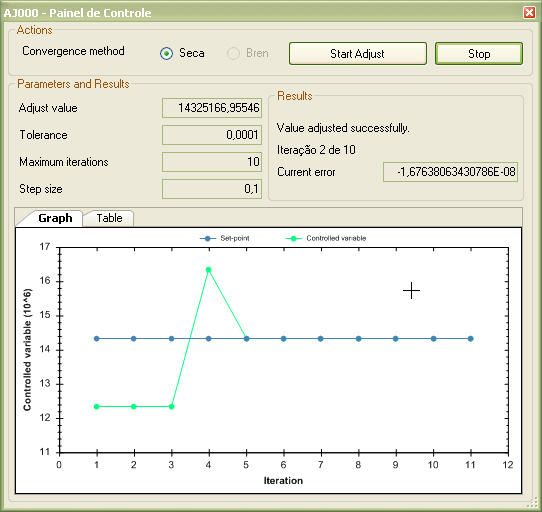 AJ000 - Painel de Controle
Actions
Convergence method
Seca
Bren
Start Adjust
Stop
Parameters and Results
Adjust value
14325166,95546
Tolerance
0,0001
Maximum iterations
10
Step size
0,1
Results
Value adjusted successfully.
Iteração 2 de 10
Current error
-1,67638063430786E-08
Graph
Table
Set-point
Controlled variable
Controlled variable (10^6)
17
16
15
14
13
12
11
0 1 2 3 4 5 6 7 8 9 10 11 12
Iteration